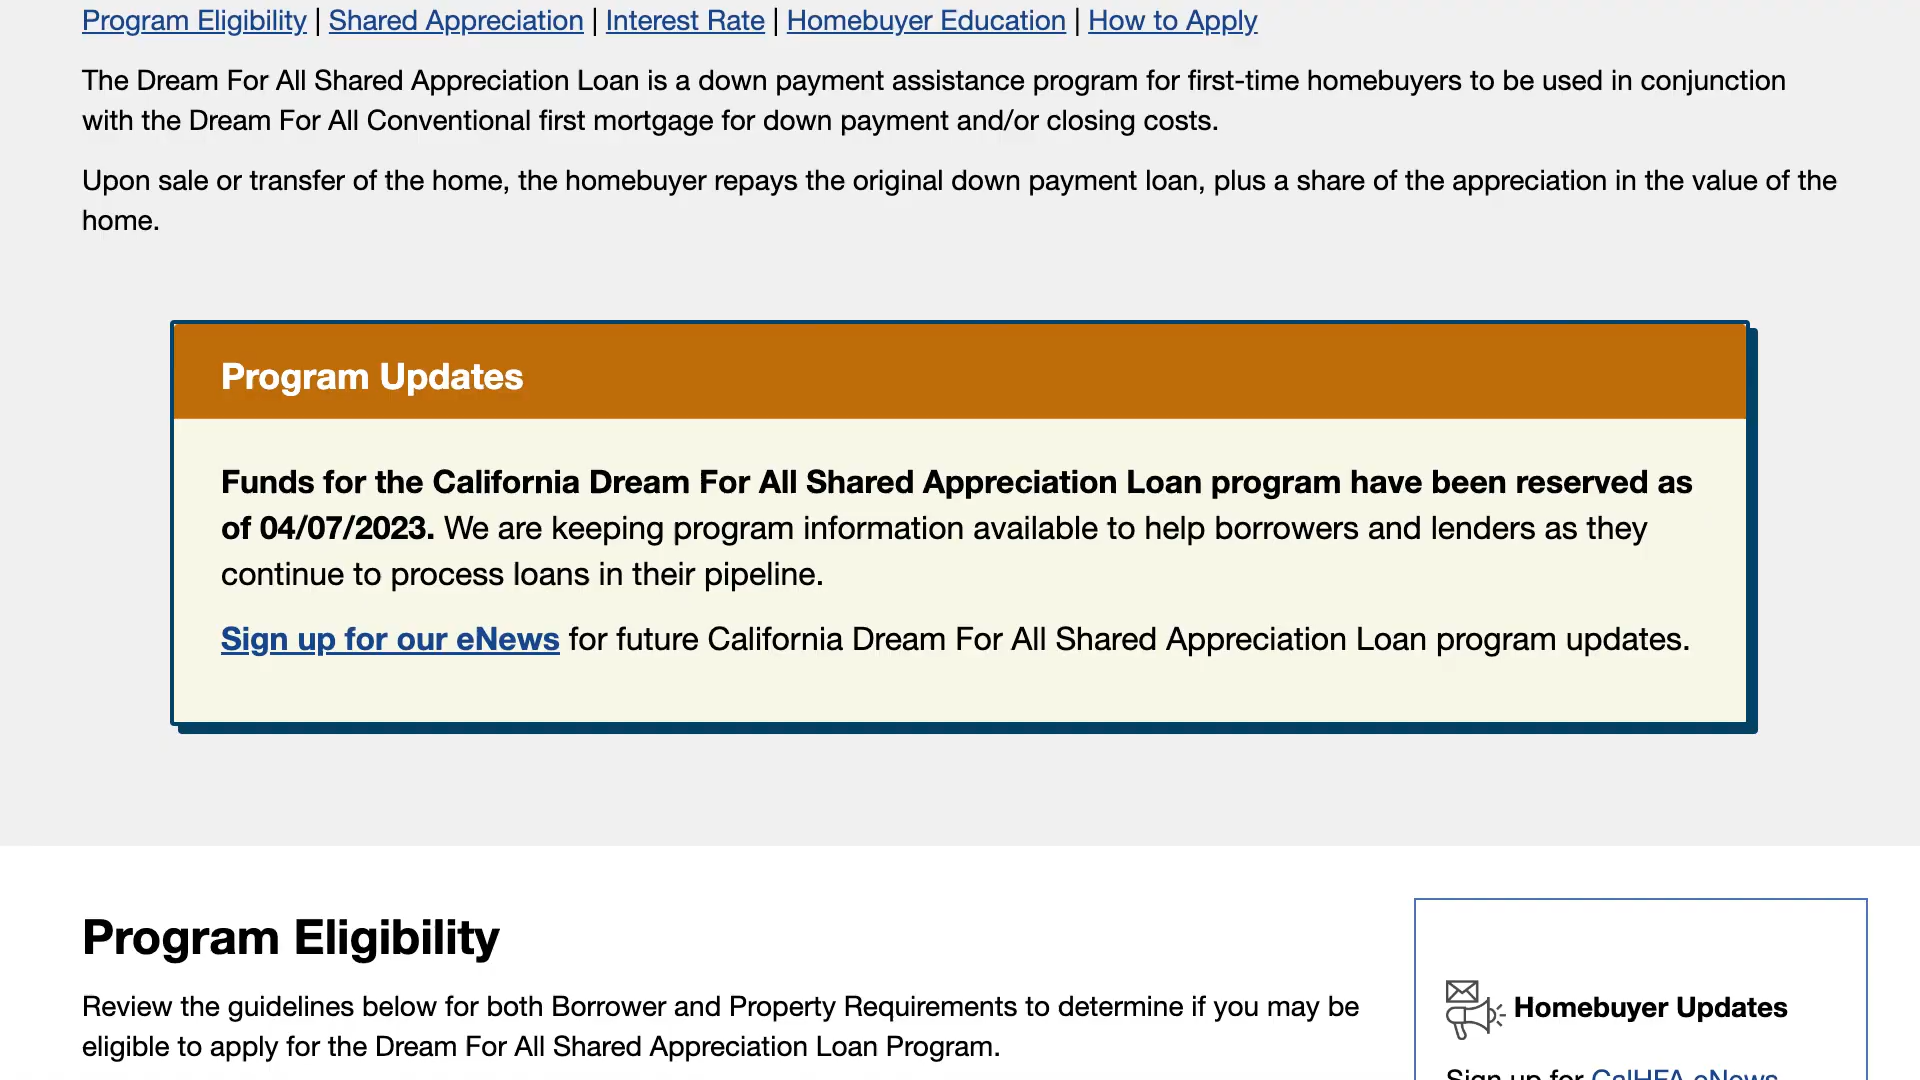 Program Eligibility | Shared Appreciation | Interest Rate | Homebuyer Education | How to Apply
The Dream For All Shared Appreciation Loan is a down payment assistance program for first-time homebuyers to be used in conjunction
with the Dream For All Conventional first mortgage for down payment and/or closing costs.
Upon sale or transfer of the home, the homebuyer repays the original down payment loan, plus a share of the appreciation in the value of the
home.
Program Updates
Funds for the California Dream For All Shared Appreciation Loan program have been reserved as
of 04/07/2023. We are keeping program information available to help borrowers and lenders as they
continue to process loans in their pipeline.
Sign up for our eNews for future California Dream For All Shared Appreciation Loan program updates.
Program Eligibility
Review the guidelines below for both Borrower and Property Requirements to determine if you may be
eligible to apply for the Dream For All Shared Appreciation Loan Program.
Homebuyer Updates
Sign up for CalHFA eNews